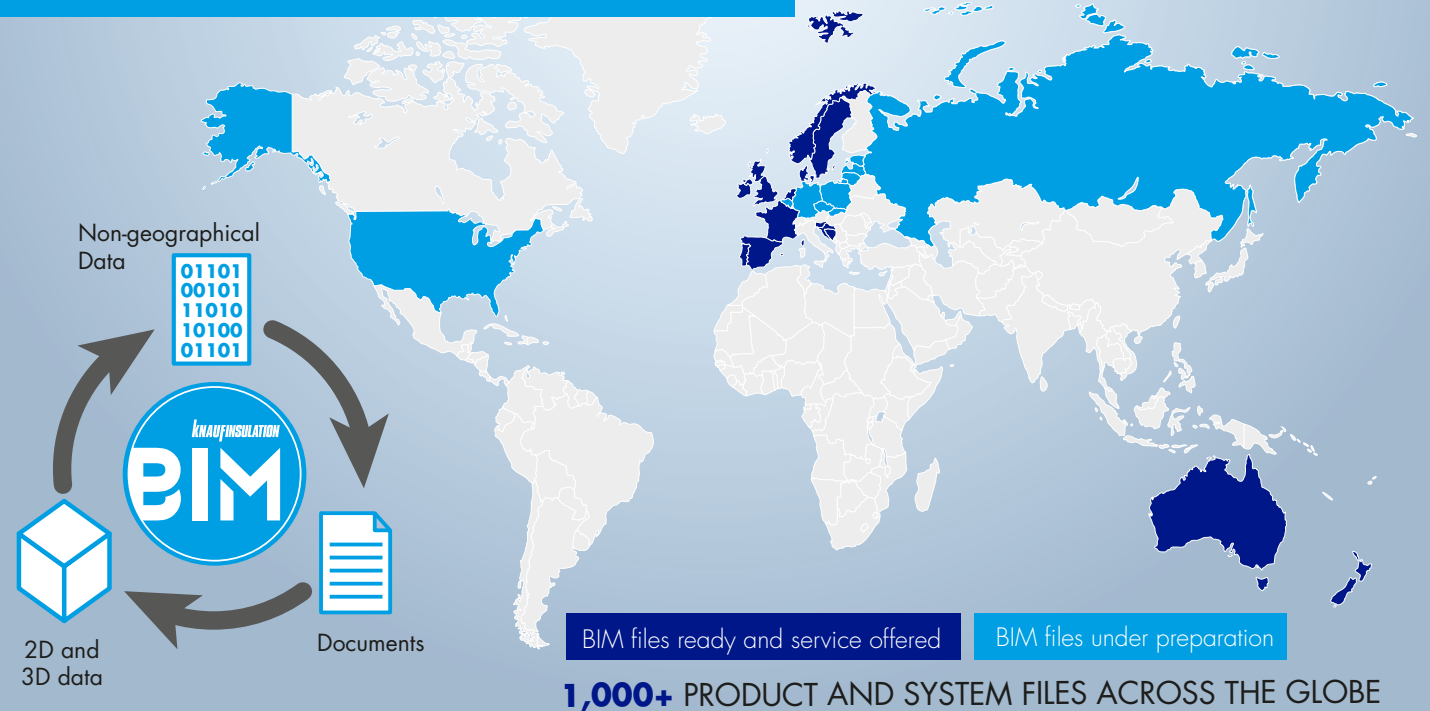 Non-geographical
Data
01101
00101
11010
10100
01101
KNAUFINSULATION
BIM
2D and
3D data
Documents
BIM files ready and service offered
BIM files under preparation
1,000+ PRODUCT AND SYSTEM FILES ACROSS THE GLOBE